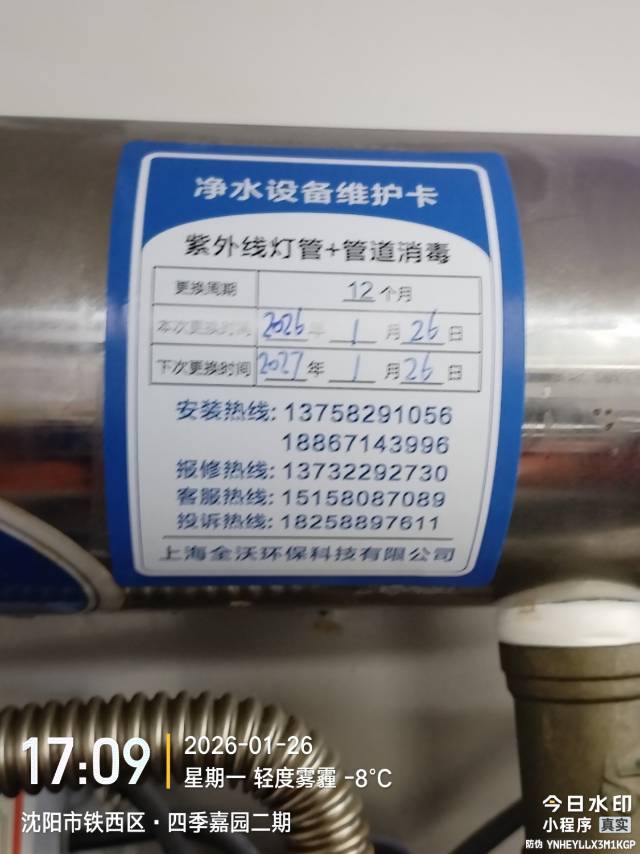 净水设备维护卡
紫外线灯管+管道消毒
更换周期 12个月
本次更换时间 2026年1月26日
下次更换时间 2027年1月26日
安装热线: 13758291056
18867143996
报修热线: 13732292730
客服热线: 15158087089
投诉热线: 18258897611
上海全沃环保科技有限公司
17:09
2026-01-26
星期一 轻度雾霾 -8°C
沈阳市铁西区·四季嘉园二期
今日水印
小程序 真实
防伪 YNHEYLLX3M1KGP